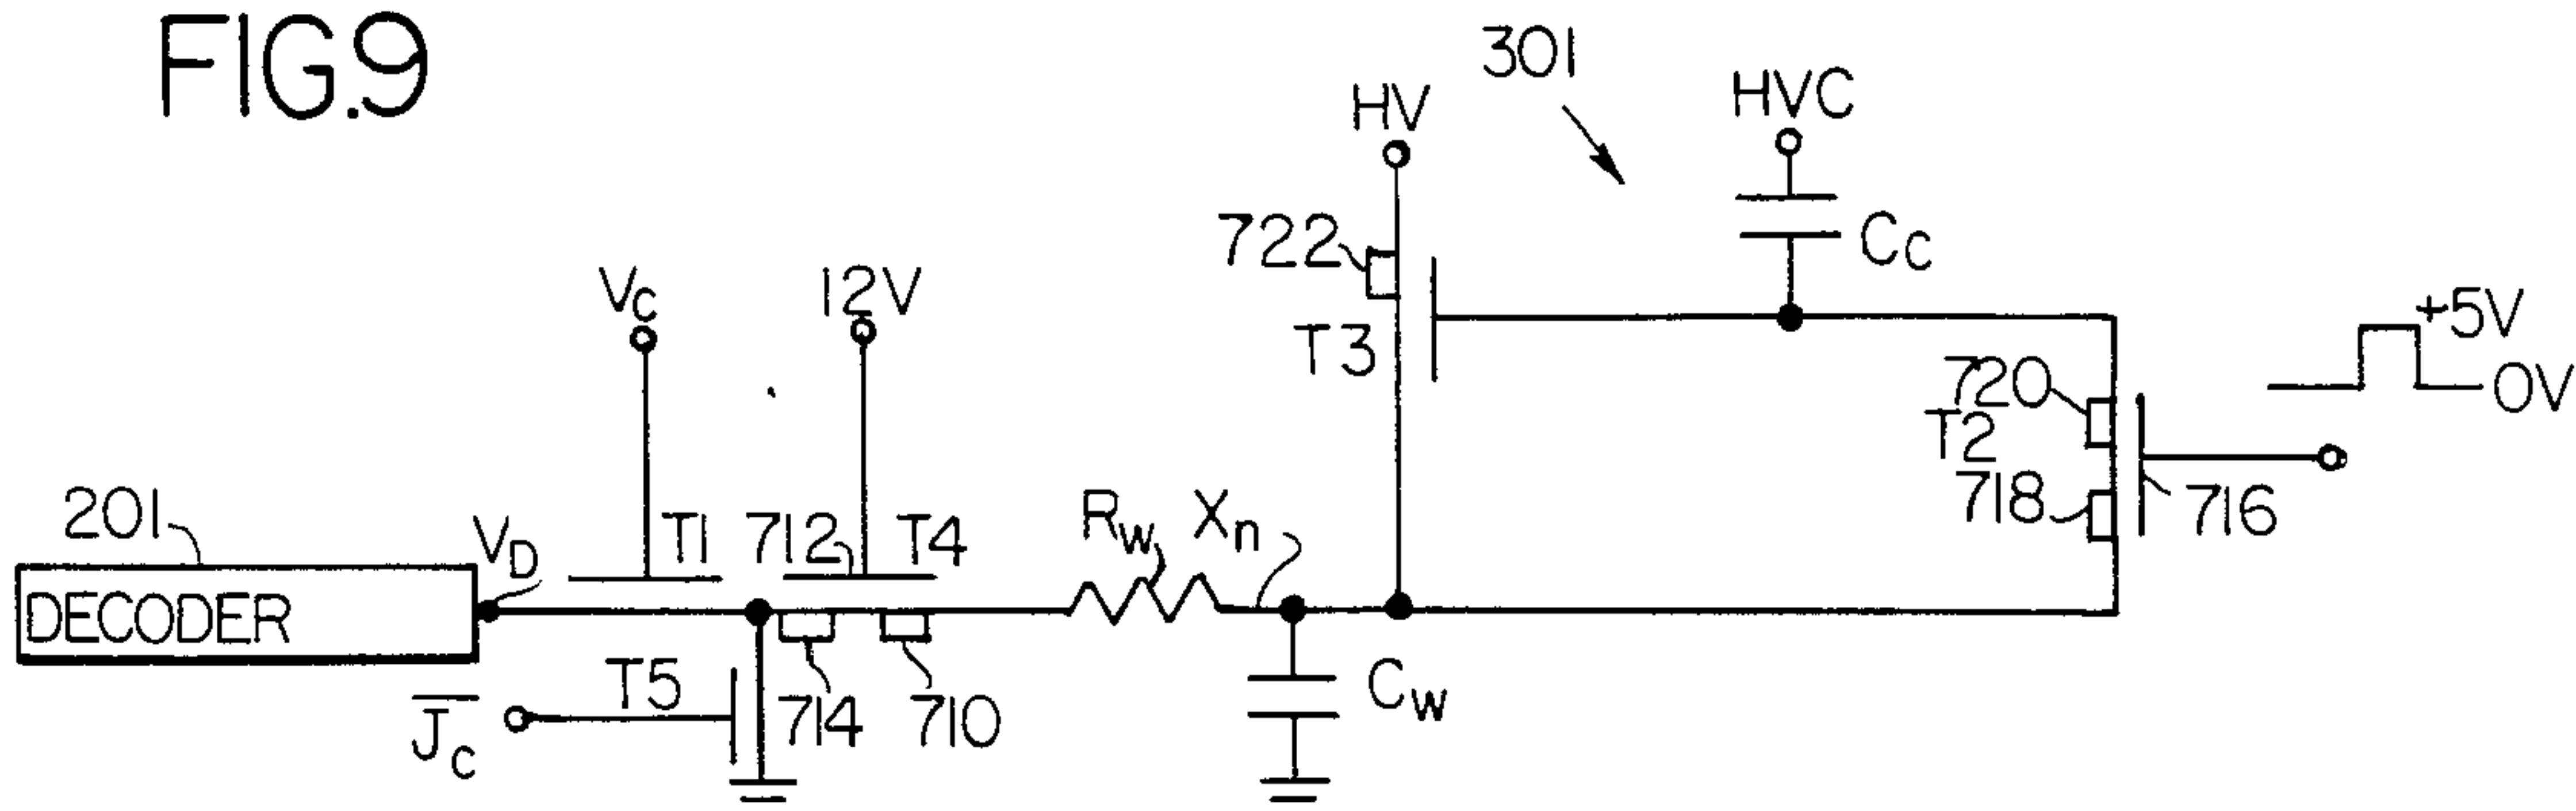 FIG.9
301
HV
HVC
722
CC
VC
12V
T3
+5V
0V
720
T2
718
716
201
VD
T1
712
T4
RW
Xn
DECODER
T5
714
710
CW
J̅c